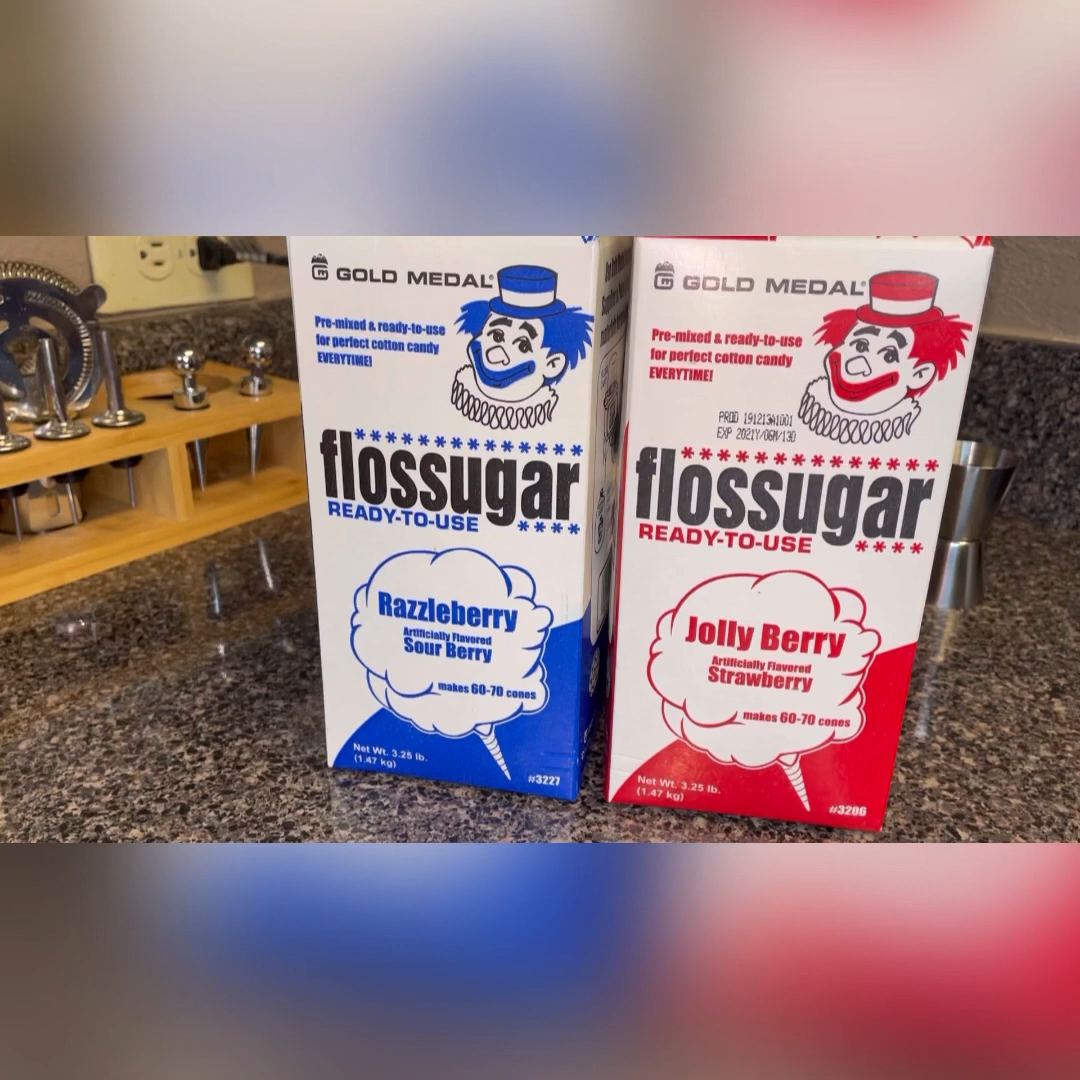 GOLD MEDAL®
Pre-mixed & ready-to-use
for perfect cotton candy
EVERYTIME!
flossugar
READY-TO-USE
Razzleberry
Artificially Flavored
Sour Berry
makes 60-70 cones
Net Wt. 3.25 lb.
(1.47 kg)
#3227
GOLD MEDAL®
Pre-mixed & ready-to-use
for perfect cotton candy
EVERYTIME!
PROD 191213A1001
EXP 2021Y/06M/13D
flossugar
READY-TO-USE
Jolly Berry
Artificially Flavored
Strawberry
makes 60-70 cones
Net Wt. 3.25 lb.
(1.47 kg)
#3206